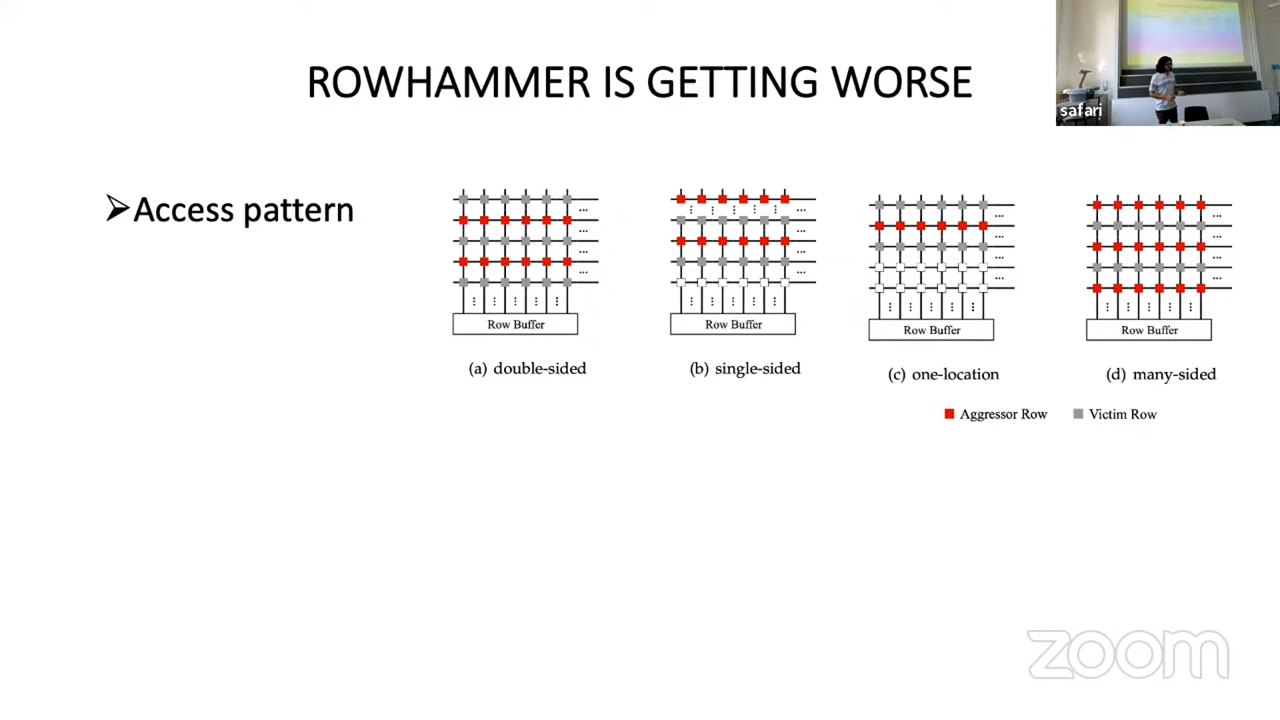 ROWHAMMER IS GETTING WORSE
safari
➢Access pattern
... ... ... ...
... ... ... ...
... ... ... ...
Row Buffer Row Buffer Row Buffer Row Buffer
(a) double-sided (b) single-sided (c) one-location (d) many-sided
Aggressor Row Victim Row
zoom